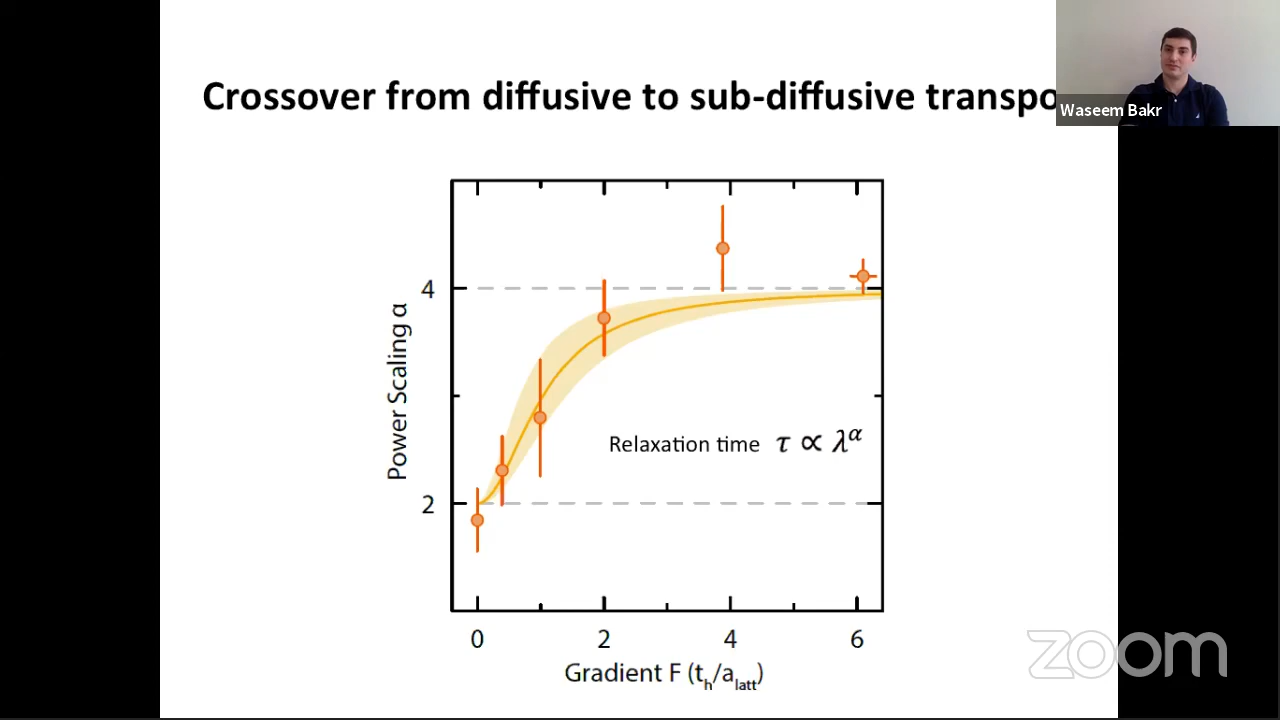 Crossover from diffusive to sub-diffusive transpo
Waseem Bakr
4
2
Power Scaling α
Relaxation time τ ∝ λ^α
0 2 4 6
Gradient F (t_h/a_latt)
zoom